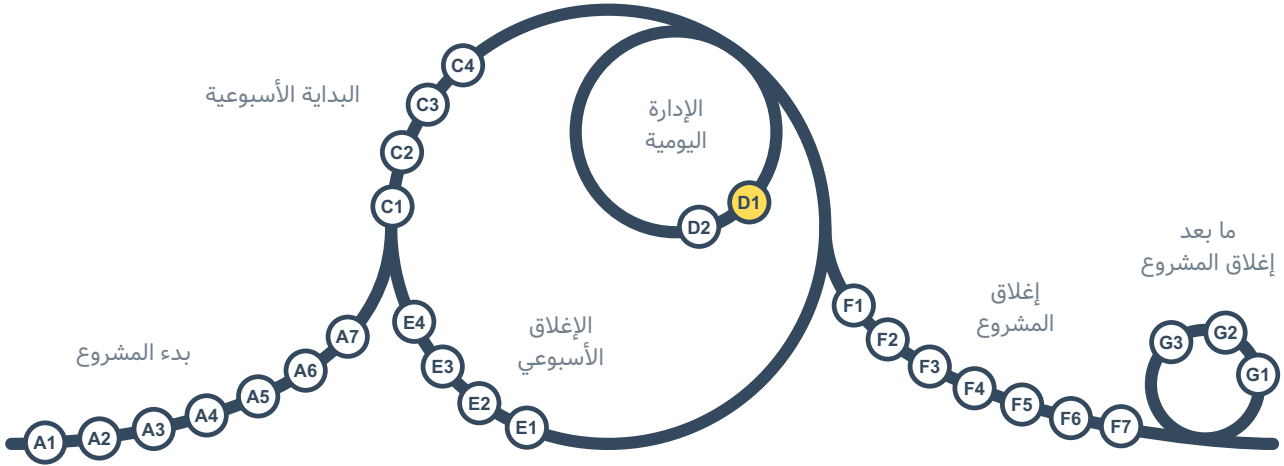 بدء المشروع
A1
A2
A3
A4
A5
A6
A7
البداية الأسبوعية
C1
C2
C3
C4
الإدارة
اليومية
D1
D2
الإغلاق
الأسبوعي
E1
E2
E3
E4
إغلاق
المشروع
F1
F2
F3
F4
F5
F6
F7
ما بعد
إغلاق المشروع
G1
G2
G3